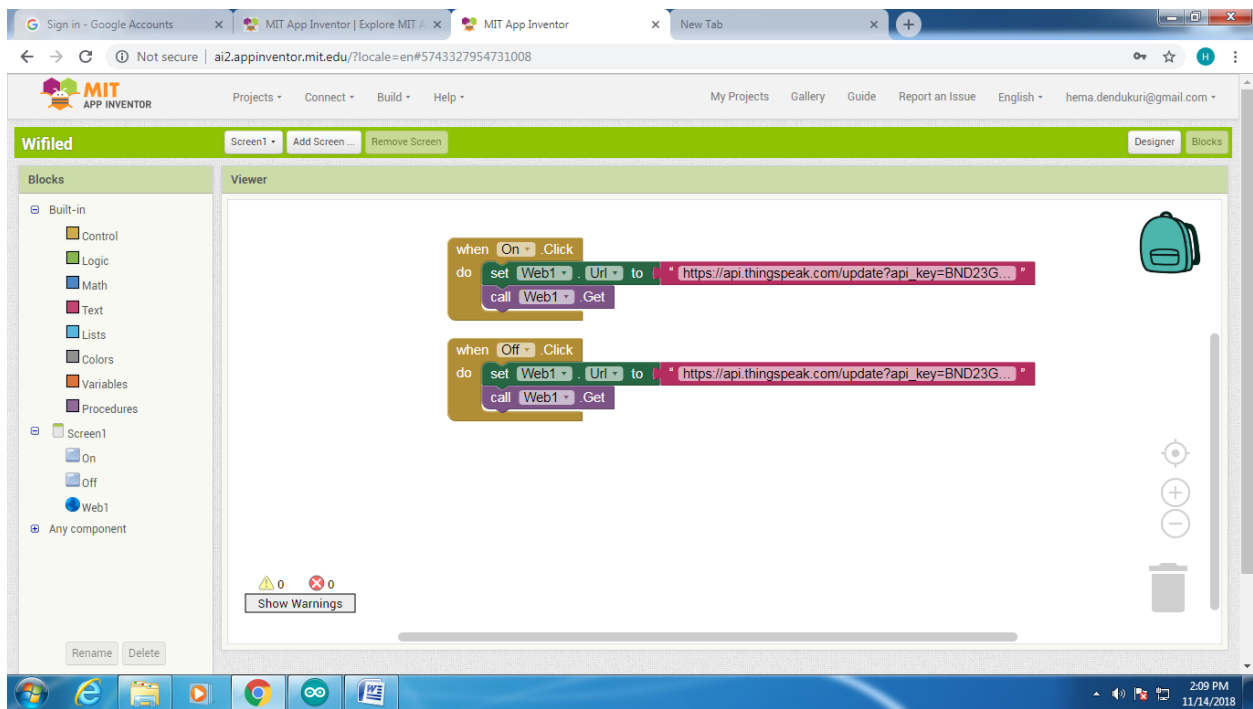 Sign in - Google Accounts
MIT App Inventor | Explore MIT A
MIT App Inventor
New Tab
Not secure | ai2.appinventor.mit.edu/?locale=en#5743327954731008
H
MIT
APP INVENTOR
Projects Connect Build Help
My Projects Gallery Guide Report an Issue English hema.dendukuri@gmail.com
Wifiled
Screen1 Add Screen ... Remove Screen
Designer Blocks
Blocks
Viewer
Built-in
Control
Logic
Math
Text
Lists
Colors
Variables
Procedures
Screen1
On
Off
Web1
Any component
Rename Delete
when On .Click
do set Web1 . Url to " https://api.thingspeak.com/update?api_key=BND23G... "
call Web1 .Get
when Off .Click
do set Web1 . Url to " https://api.thingspeak.com/update?api_key=BND23G... "
call Web1 .Get
0 0
Show Warnings
2:09 PM
11/14/2018